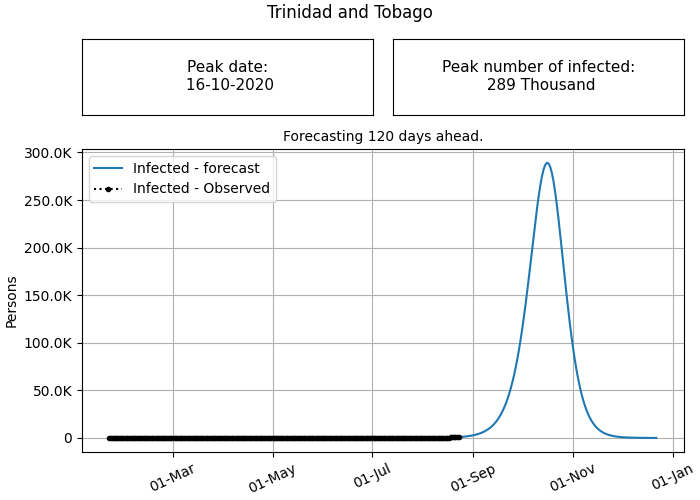 Trinidad and Tobago
Peak date:
16-10-2020
Peak number of infected:
289 Thousand
Forecasting 120 days ahead.
300.0K
250.0K
200.0K
150.0K
100.0K
50.0K
0
Persons
Infected - forecast
Infected - Observed
01-Mar
01-May
01-Jul
01-Sep
01-Nov
01-Jan